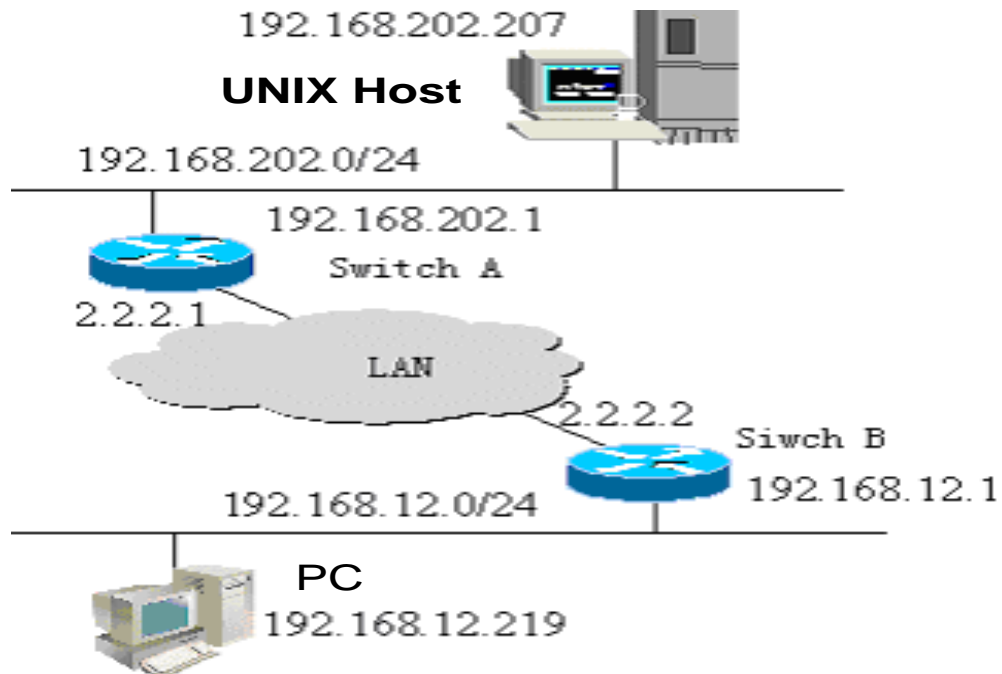 192.168.202.207
UNIX Host
192.168.202.0/24
192.168.202.1
Switch A
2.2.2.1
LAN
2.2.2.2
Siwch B
192.168.12.1
192.168.12.0/24
PC
192.168.12.219